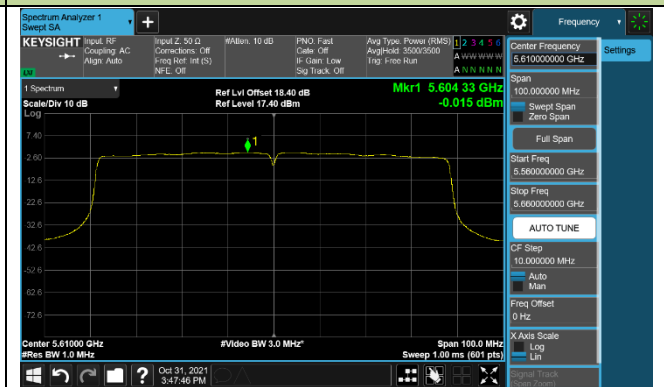 Spectrum Analyzer 1
Swept SA
Frequency
KEYSIGHT
Input: RF
Coupling: AC
Align: Auto
Input Z: 50 Ω
Corrections: Off
Freq Ref: Int (S)
NFE: Off
#Atten: 10 dB
PNO: Fast
Gate: Off
IF Gain: Low
Sig Track: Off
Avg Type: Power (RMS)
Avg|Hold: 3500/3500
Trig: Free Run
1 2 3 4 5 6
A W W W W W
A N N N N N
Settings
Center Frequency
5.610000000 GHz
Span
100.000000 MHz
Swept Span
Zero Span
Full Span
Start Freq
5.560000000 GHz
Stop Freq
5.660000000 GHz
AUTO TUNE
CF Step
10.000000 MHz
Auto
Man
Freq Offset
0 Hz
X Axis Scale
Log
Lin
Signal Track
(Span Zoom)
1 Spectrum
Scale/Div 10 dB
Log
Ref Lvl Offset 18.40 dB
Ref Level 17.40 dBm
Mkr1 5.604 33 GHz
-0.015 dBm
1
7.40
-2.60
-12.6
-22.6
-32.6
-42.6
-52.6
-62.6
-72.6
Center 5.61000 GHz
#Res BW 1.0 MHz
#Video BW 3.0 MHz*
Span 100.0 MHz
Sweep 1.00 ms (601 pts)
?
Oct 31, 2021
3:47:46 PM